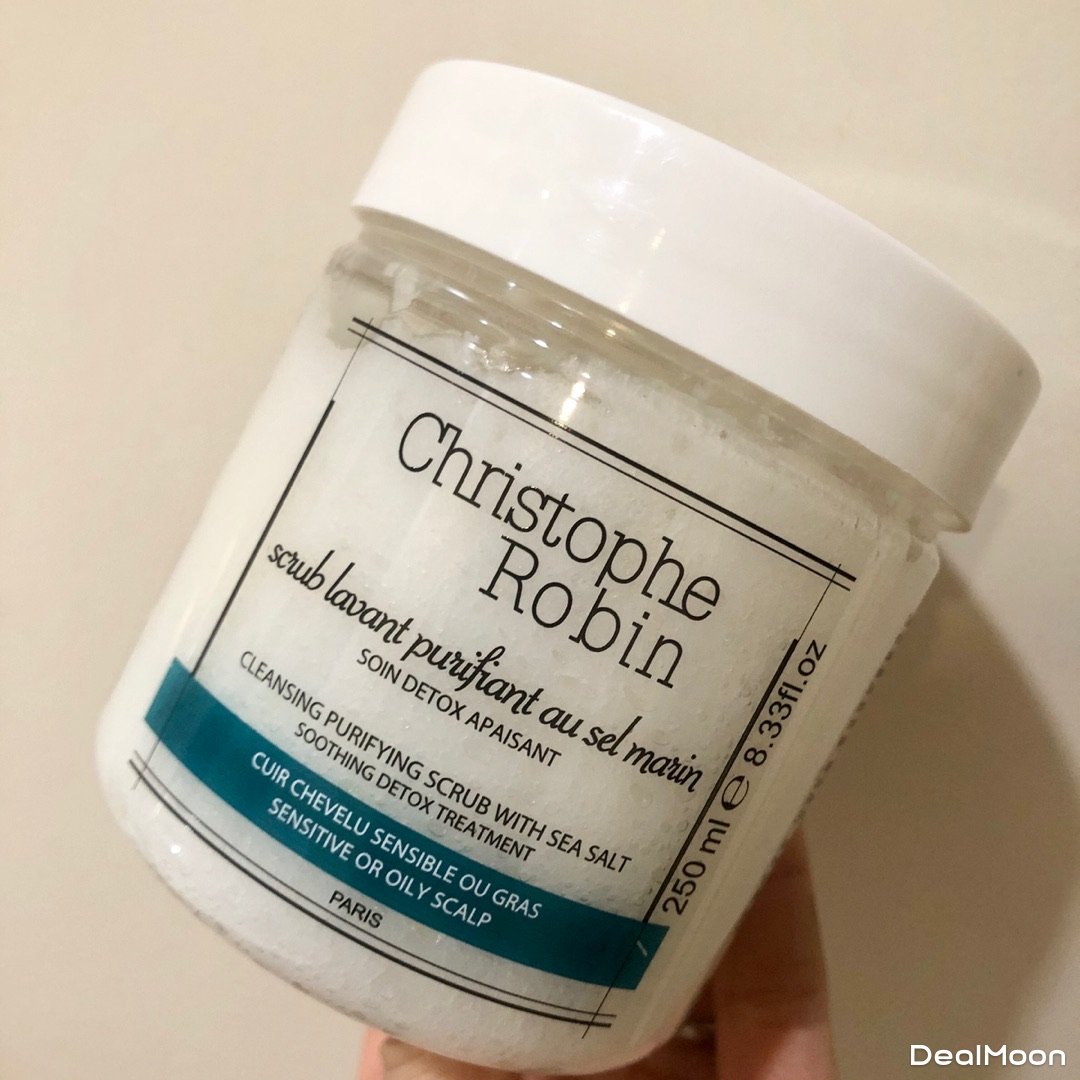 Christophe
Robin
scrub lavant purifiant au sel marin
SOIN DETOX APAISANT
CLEANSING PURIFYING SCRUB WITH SEA SALT
SOOTHING DETOX TREATMENT
CUIR CHEVELU SENSIBLE OU GRAS
SENSITIVE OR OILY SCALP
PARIS
250 ml ℮ 8.33fl.oz
DealMoon